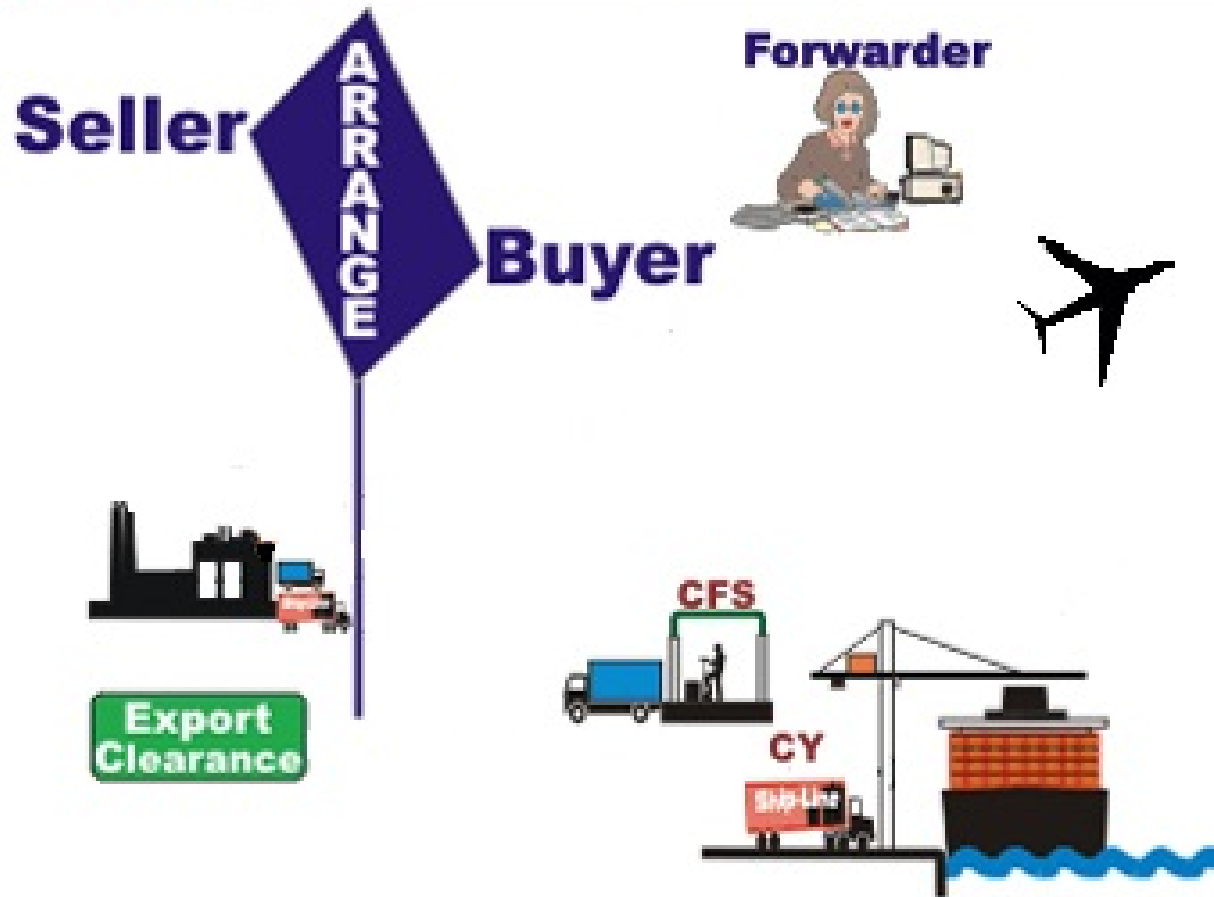 Seller
ARRANGE
Buyer
Forwarder
CFS
Export
Clearance
CY
Ship-Line